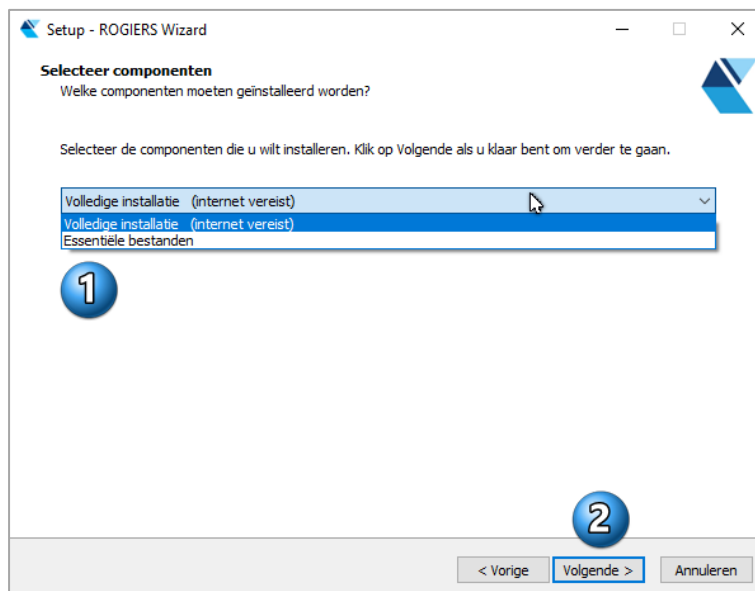 Setup - ROGIERS Wizard
Selecteer componenten
Welke componenten moeten geïnstalleerd worden?
Selecteer de componenten die u wilt installeren. Klik op Volgende als u klaar bent om verder te gaan.
Volledige installatie (internet vereist)
Volledige installatie (internet vereist)
Essentiële bestanden
1
2
< Vorige Volgende > Annuleren